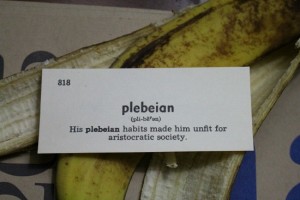 818
plebeian
(pli-bē'ən)
His plebeian habits made him unfit for
aristocratic society.